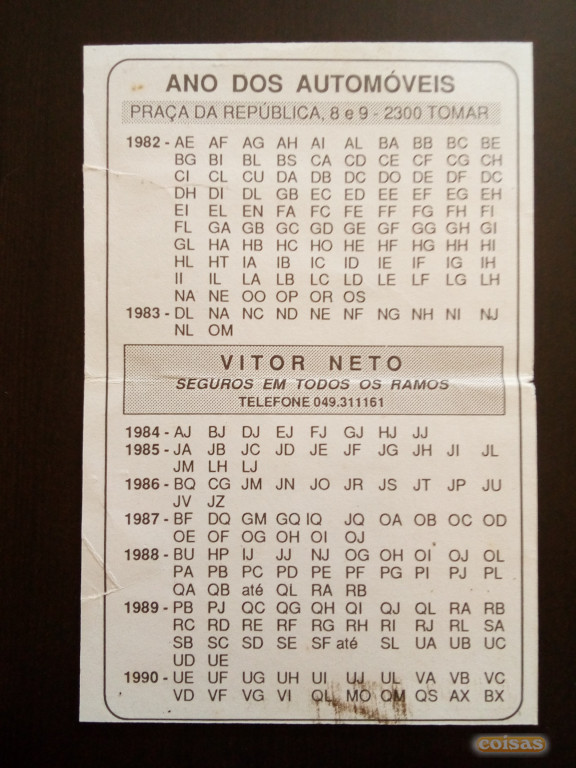 ANO DOS AUTOMÓVEIS
PRAÇA DA REPÚBLICA, 8 e 9 - 2300 TOMAR
1982 - AE AF AG AH AI AL BA BB BC BE
BG BI BL BS CA CD CE CF CG CH
CI CL CU DA DB DC DO DE DF DC
DH DI DL GB EC ED EE EF EG EH
EI EL EN FA FC FE FF FG FH FI
FL GA GB GC GD GE GF GG GH GI
GL HA HB HC HO HE HF HG HH HI
HL HT IA IB IC ID IE IF IG IH
II IL LA LB LC LD LE LF LG LH
NA NE OO OP OR OS
1983 - DL NA NC ND NE NF NG NH NI NJ
NL OM
VITOR NETO
SEGUROS EM TODOS OS RAMOS
TELEFONE 049.311161
1984 - AJ BJ DJ EJ FJ GJ HJ JJ
1985 - JA JB JC JD JE JF JG JH JI JL
JM LH LJ
1986 - BQ CG JM JN JO JR JS JT JP JU
JV JZ
1987 - BF DQ GM GQ IQ JQ OA OB OC OD
OE OF OG OH OI OJ
1988 - BU HP IJ JJ NJ OG OH OI OJ OL
PA PB PC PD PE PF PG PI PJ PL
QA QB até QL RA RB
1989 - PB PJ QC QG QH QI QJ QL RA RB
RC RD RE RF RG RH RI RJ RL SA
SB SC SD SE SF até SL UA UB UC
UD UE
1990 - UE UF UG UH UI UJ UL VA VB VC
VD VF VG VI QL MO QM QS AX BX
coisas